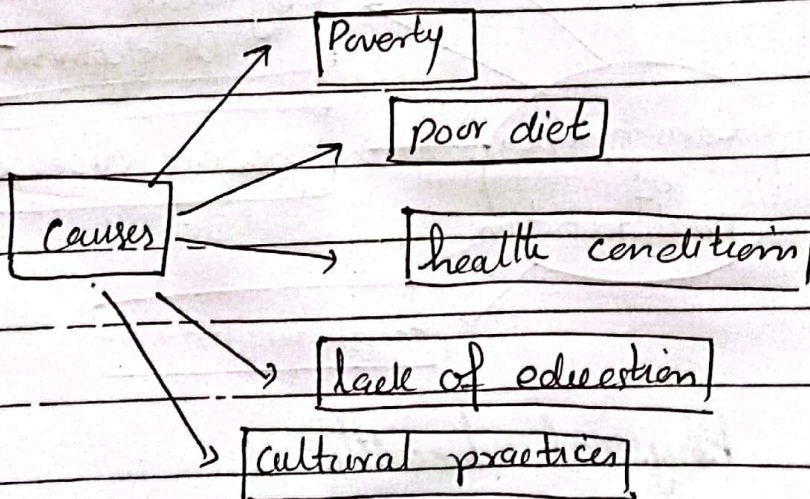 Poverty
poor diet
causes
health condition
lack of education
cultural practices